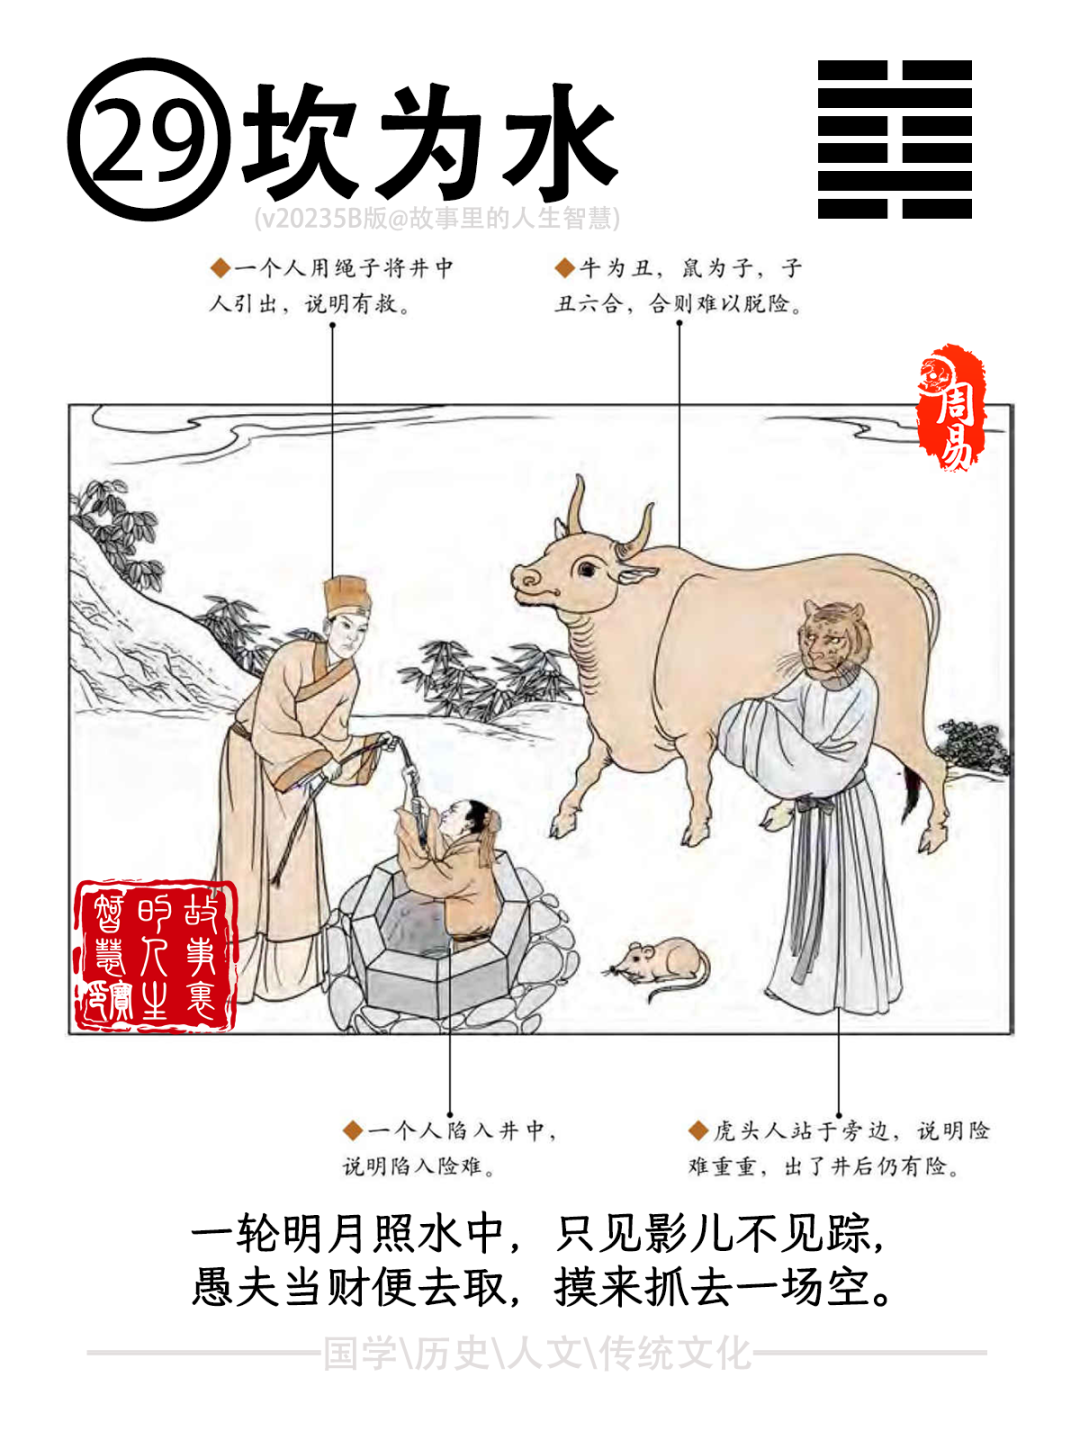 29 坎为水
(v20235B版@故事里的人生智慧)
◆一个人用绳子将井中
人引出，说明有救。
◆牛为丑，鼠为子，子
丑六合，合则难以脱险。
周易
故事裏
的人生
智慧寶印
◆一个人陷入井中，
说明陷入险难。
◆虎头人站于旁边，说明险
难重重，出了井后仍有险。
一轮明月照水中，只见影儿不见踪，
愚夫当财便去取，摸来抓去一场空。
国学\历史\人文\传统文化